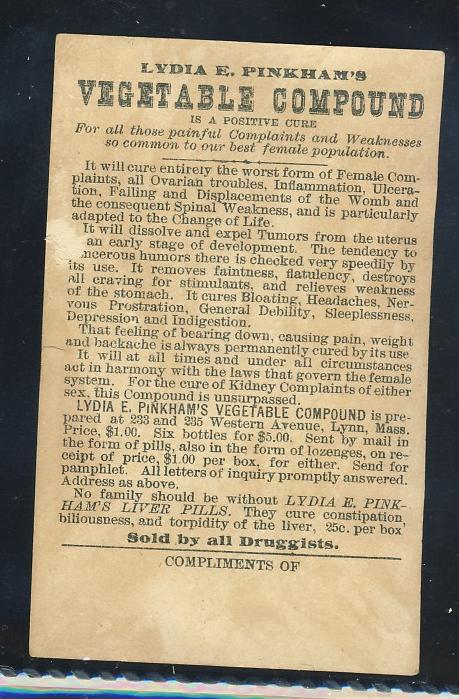 LYDIA E. PINKHAM'S
VEGETABLE COMPOUND
IS A POSITIVE CURE
For all those painful Complaints and Weaknesses
so common to our best female population.
It will cure entirely the worst form of Female Com-
plaints, all Ovarian troubles, Inflammation, Ulcera-
tion, Falling and Displacements of the Womb and
the consequent Spinal Weakness, and is particularly
adapted to the Change of Life.
It will dissolve and expel Tumors from the uterus
an early stage of development. The tendency to
ncerous humors there is checked very speedily by
its use. It removes faintness, flatulency, destroys
all craving for stimulants, and relieves weakness
of the stomach. It cures Bloating, Headaches, Ner-
vous Prostration, General Debility, Sleeplessness,
Depression and Indigestion.
That feeling of bearing down, causing pain, weight
and backache is always permanently cured by its use
It will at all times and under all circumstances
act in harmony with the laws that govern the female
system. For the cure of Kidney Complaints of either
sex, this Compound is unsurpassed.
LYDIA E. PINKHAM'S VEGETABLE COMPOUND is pre-
pared at 233 and 235 Western Avenue, Lynn, Mass.
Price, $1.00. Six bottles for $5.00. Sent by mail in
the form of pills, also in the form of lozenges, on re-
ceipt of price, $1.00 per box, for either. Send for
pamphlet. All letters of inquiry promptly answered.
Address as above.
No family should be without LYDIA E. PINK-
HAM'S LIVER PILLS. They cure constipation
biliousness, and torpidity of the liver, 25c. per box
Sold by all Druggists.
COMPLIMENTS OF